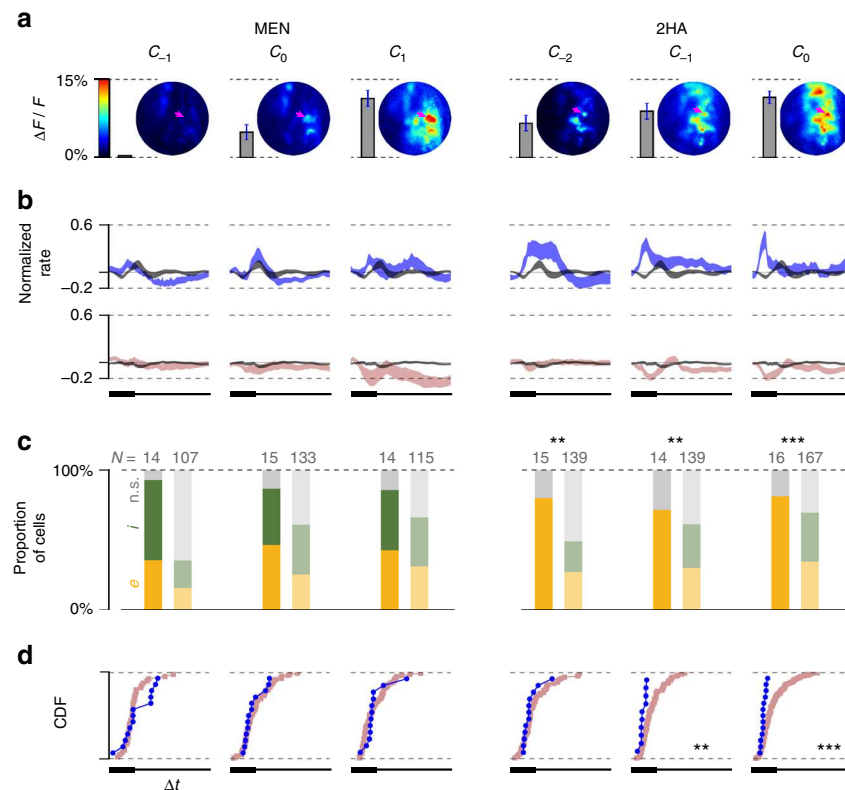 a
MEN 2HA
C−1 C0 C1 C−2 C−1 C0
15%
ΔF / F
0%
b
0.6
Normalized rate
−0.2
0.6
−0.2
c
** ** ***
N = 14 107 15 133 14 115 15 139 14 139 16 167
100%
n.s.
i
e
Proportion of cells
0%
d
CDF
** ***
Δt